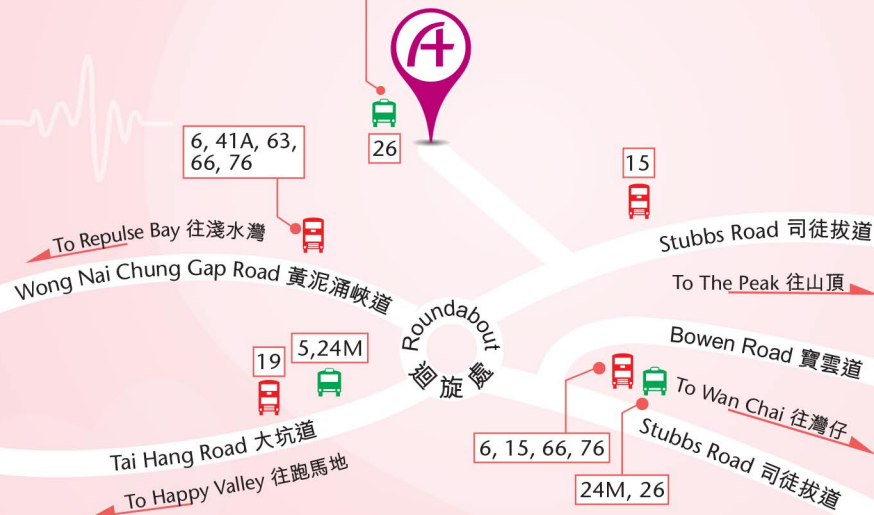 A+
26
6, 41A, 63,
66, 76
15
To Repulse Bay 往淺水灣
Stubbs Road 司徒拔道
Wong Nai Chung Gap Road 黃泥涌峽道
To The Peak 往山頂
Roundabout
迴旋處
Bowen Road 寶雲道
19
5,24M
To Wan Chai 往灣仔
Tai Hang Road 大坑道
6, 15, 66, 76
Stubbs Road 司徒拔道
To Happy Valley 往跑馬地
24M, 26